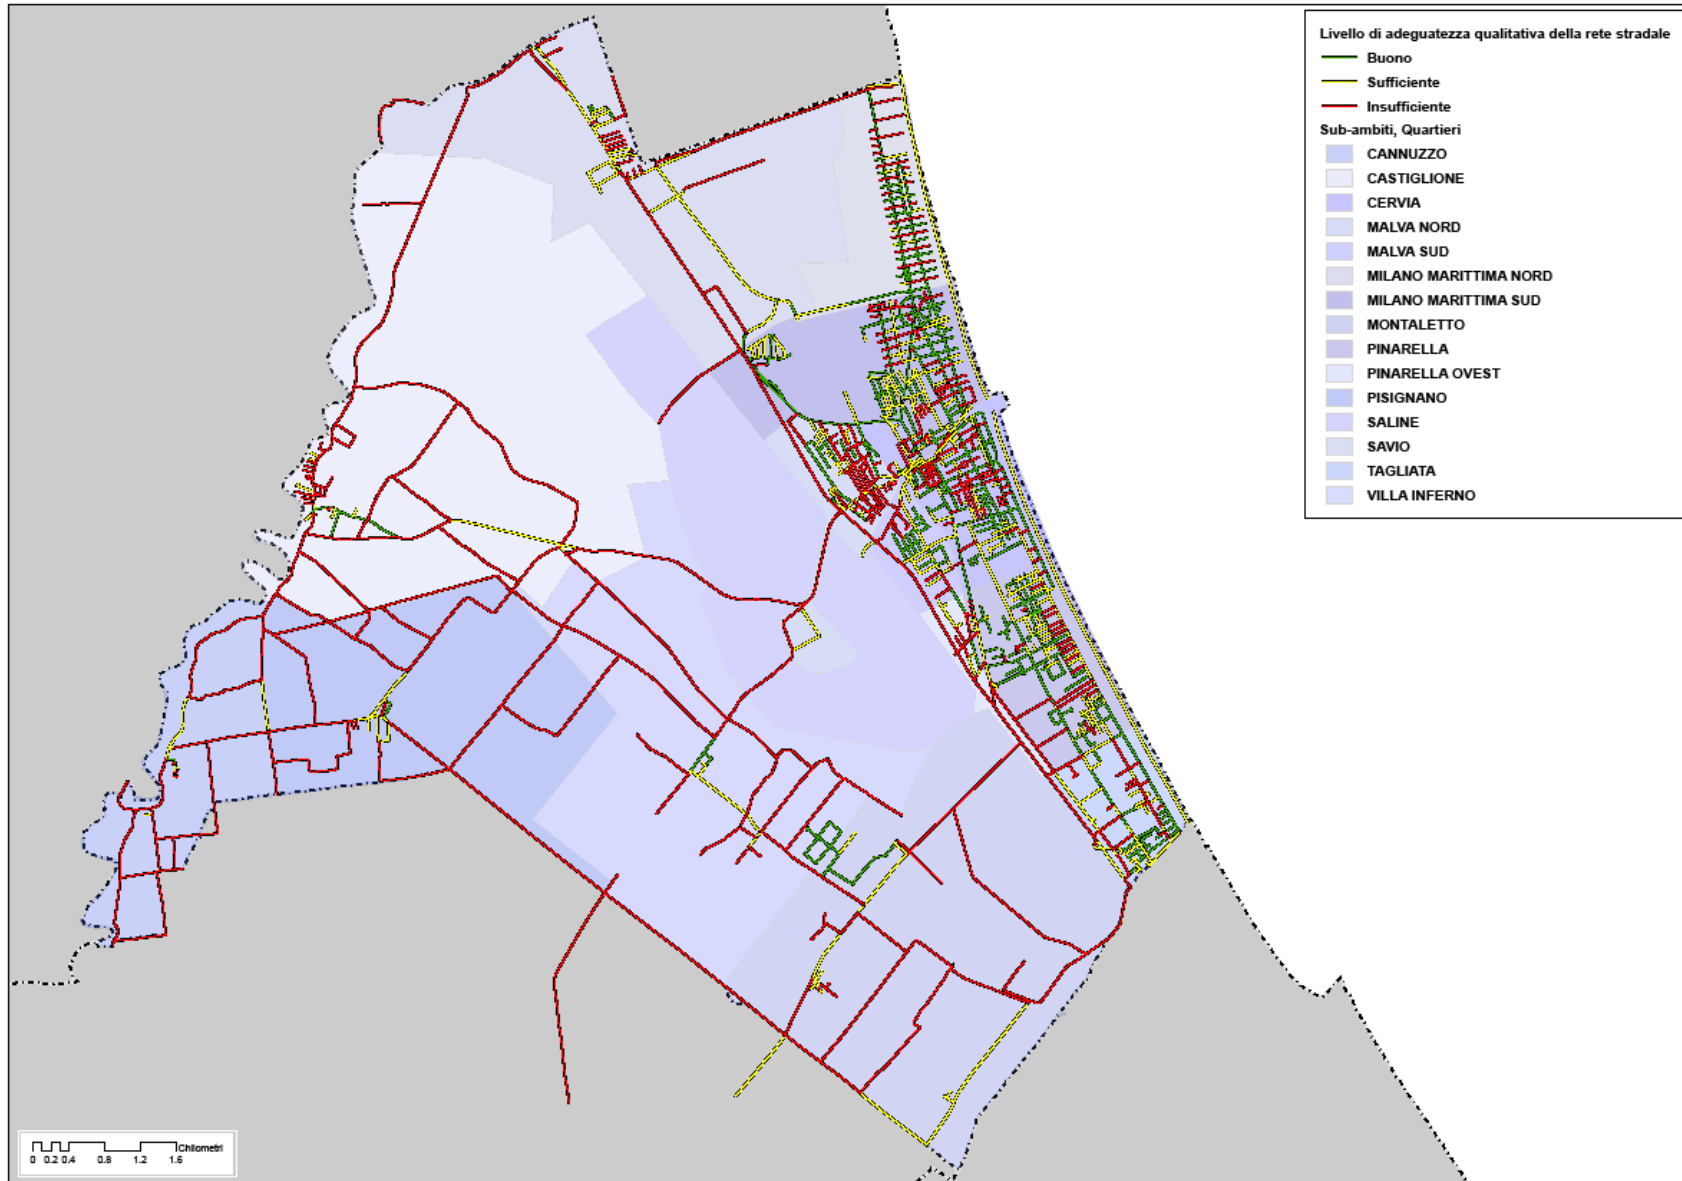 Livello di adeguatezza qualitativa della rete stradale
Buono
Sufficiente
Insufficiente
Sub-ambiti, Quartieri
CANNUZZO
CASTIGLIONE
CERVIA
MALVA NORD
MALVA SUD
MILANO MARITTIMA NORD
MILANO MARITTIMA SUD
MONTALETTO
PINARELLA
PINARELLA OVEST
PISIGNANO
SALINE
SAVIO
TAGLIATA
VILLA INFERNO
Chilometri
0 0.2 0.4 0.8 1.2 1.6